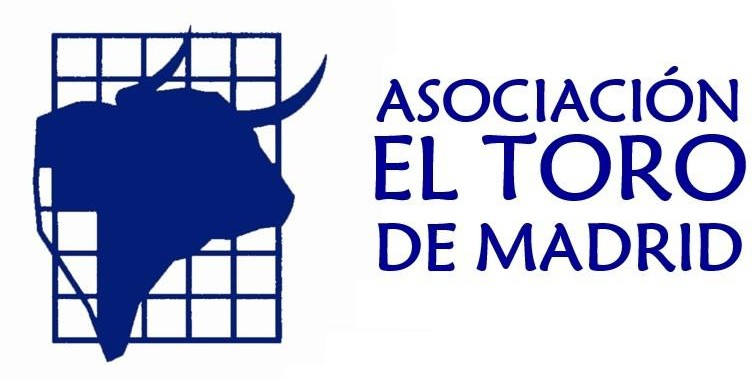 ASOCIACIÓN
EL TORO
DE MADRID